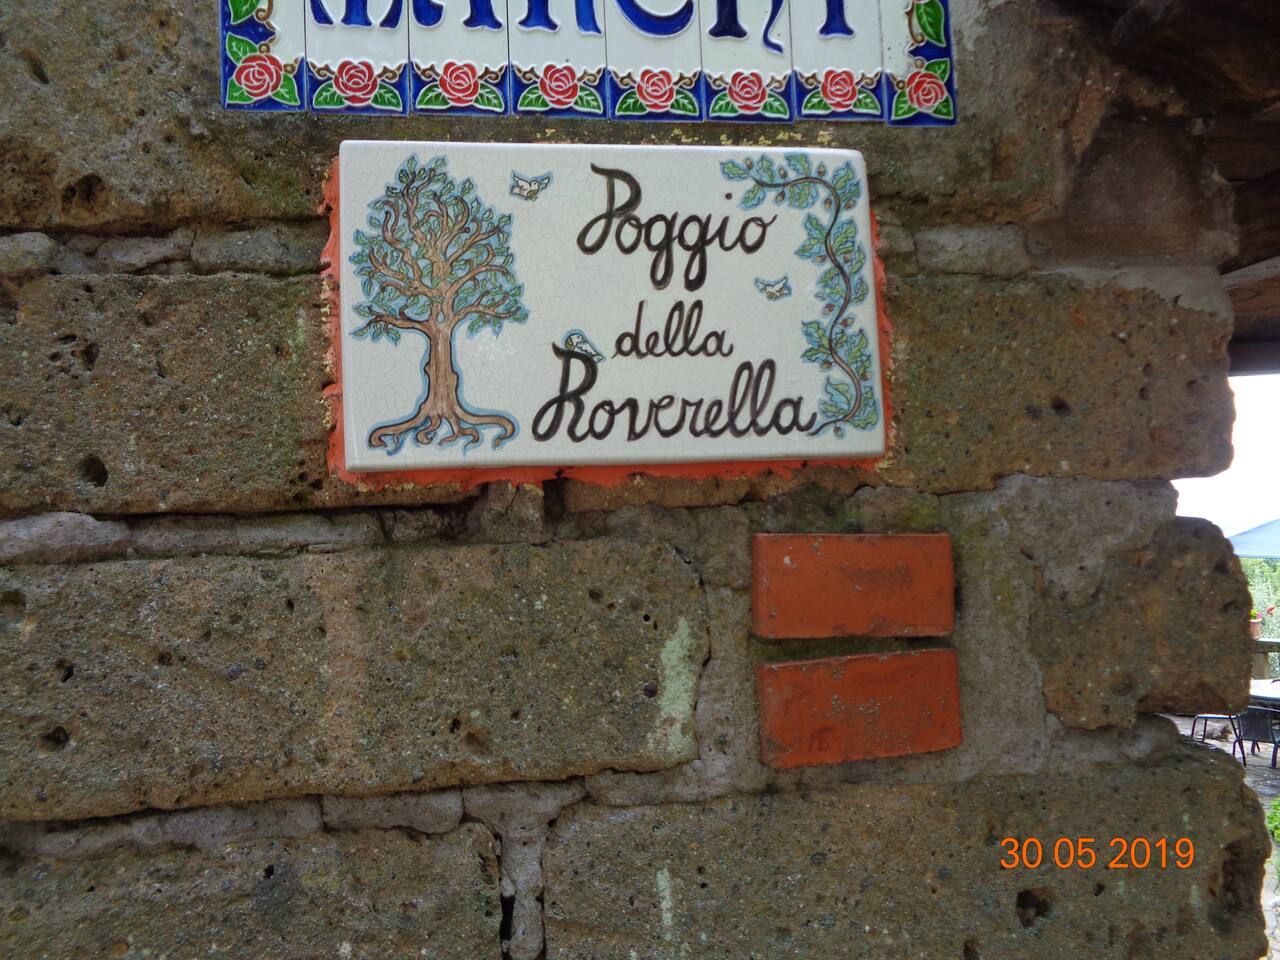 Poggio
della
Roverella
30 05 2019